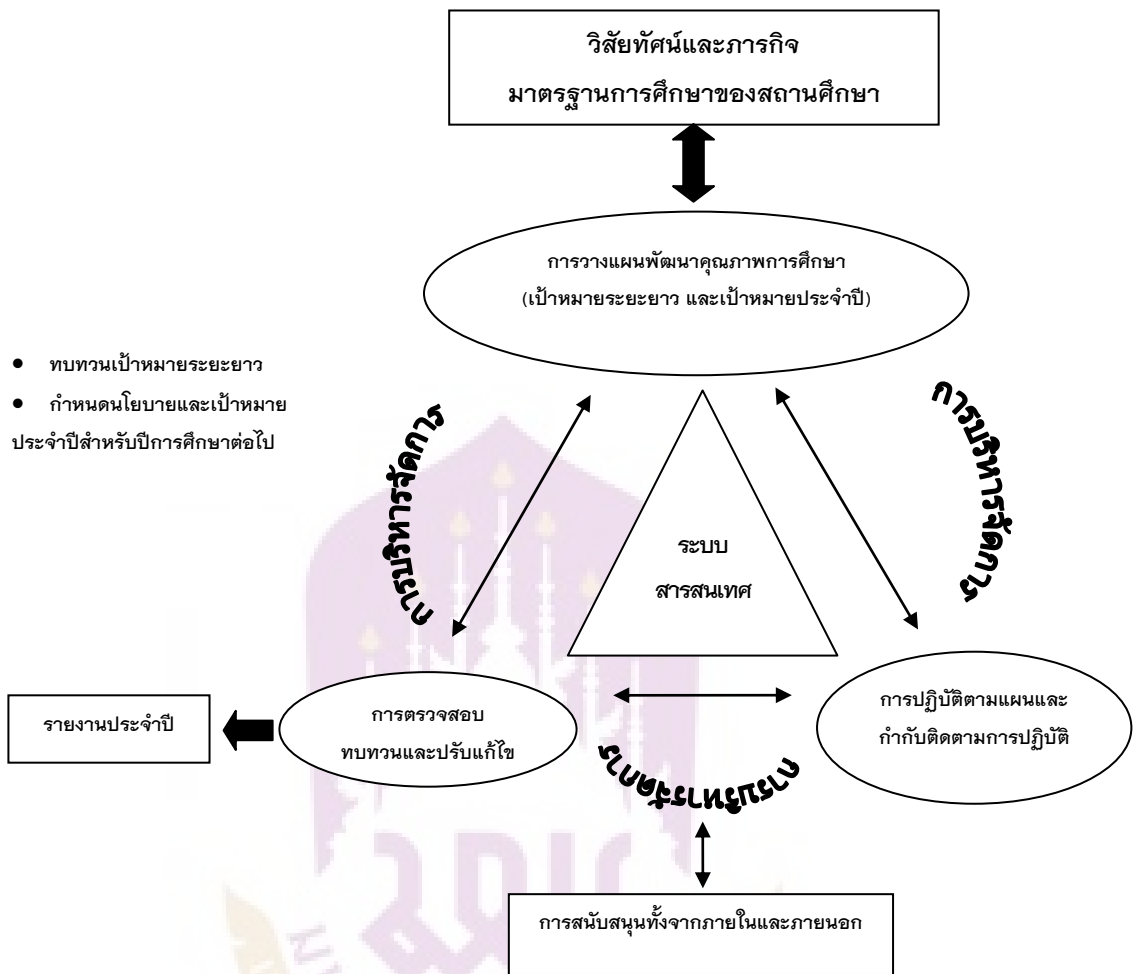 วิสัยทัศน์และภารกิจ
มาตรฐานการศึกษาของสถานศึกษา
การวางแผนพัฒนาคุณภาพการศึกษา
(เป้าหมายระยะยาว และเป้าหมายประจำปี)
• ทบทวนเป้าหมายระยะยาว
• กำหนดนโยบายและเป้าหมาย
ประจำปีสำหรับปีการศึกษาต่อไป
การบริหารจัดการ
การบริหารจัดการ
ระบบ
สารสนเทศ
รายงานประจำปี
การตรวจสอบ
ทบทวนและปรับแก้ไข
การปฏิบัติตามแผนและ
กำกับติดตามการปฏิบัติ
การบริหารจัดการ
การสนับสนุนทั้งจากภายในและภายนอก